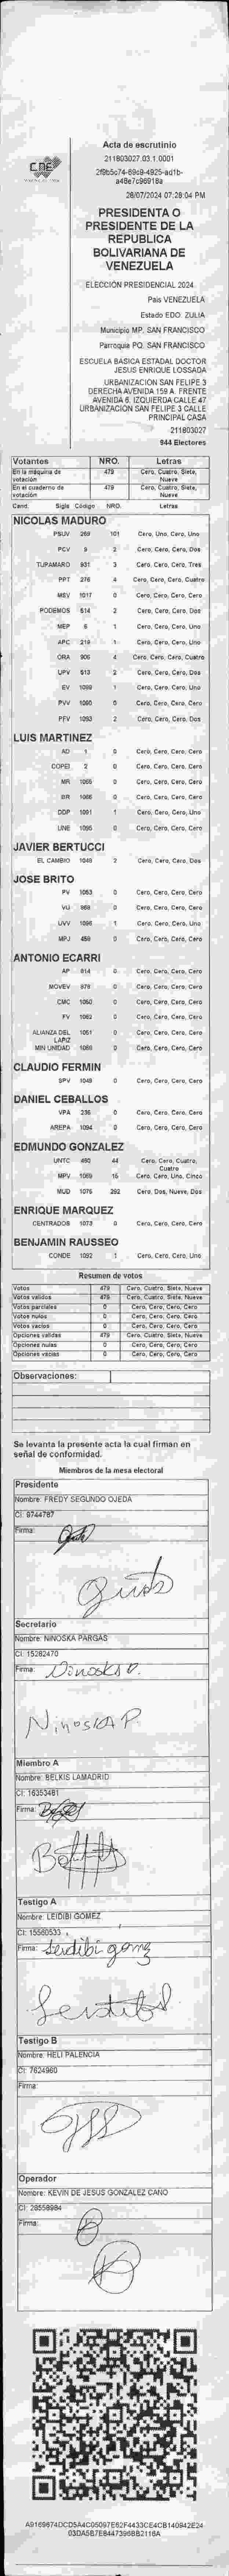 Acta de escrutinio
211803027.03.1.0001
2f9b5c74-69c9-4925-ad1b-
a48e7c96918a
28/07/2024 07:28:04 PM
PRESIDENTA O
PRESIDENTE DE LA
REPÚBLICA
BOLIVARIANA DE
VENEZUELA
ELECCIÓN PRESIDENCIAL 2024
País VENEZUELA
Estado EDO. ZULIA
Municipio MP. SAN FRANCISCO
Parroquia PQ. SAN FRANCISCO
ESCUELA BÁSICA ESTADAL DOCTOR
JESUS ENRIQUE LOSSADA
URBANIZACIÓN SAN FELIPE 3
DERECHA AVENIDA 159 A. FRENTE
AVENIDA 6. IZQUIERDA CALLE 47
URBANIZACIÓN SAN FELIPE 3 CALLE
PRINCIPAL CASA
211803027
944 Electores
Votantes NRO. Letras
En la máquina de votación 479 Cero, Cuatro, Siete, Nueve
En el cuaderno de votación 479 Cero, Cuatro, Siete, Nueve
Cand. Sigla Código NRO. Letras
NICOLAS MADURO
PSUV 269 101 Cero, Uno, Cero, Uno
PCV 9 2 Cero, Cero, Cero, Dos
TUPAMARO 931 3 Cero, Cero, Cero, Tres
PPT 276 4 Cero, Cero, Cero, Cuatro
MSV 1017 0 Cero, Cero, Cero, Cero
PODEMOS 514 2 Cero, Cero, Cero, Dos
MEP 6 1 Cero, Cero, Cero, Uno
APC 219 1 Cero, Cero, Cero, Uno
ORA 906 4 Cero, Cero, Cero, Cuatro
UPV 513 2 Cero, Cero, Cero, Dos
EV 1099 1 Cero, Cero, Cero, Uno
PVV 1090 0 Cero, Cero, Cero, Cero
PFV 1093 2 Cero, Cero, Cero, Dos
LUIS MARTINEZ
AD 1 0 Cero, Cero, Cero, Cero
COPEI 2 0 Cero, Cero, Cero, Cero
MR 1065 0 Cero, Cero, Cero, Cero
BR 1066 0 Cero, Cero, Cero, Cero
DDP 1091 1 Cero, Cero, Cero, Uno
UNE 1095 0 Cero, Cero, Cero, Cero
JAVIER BERTUCCI
EL CAMBIO 1048 2 Cero, Cero, Cero, Dos
JOSE BRITO
PV 1053 0 Cero, Cero, Cero, Cero
VU 868 0 Cero, Cero, Cero, Cero
UVV 1098 1 Cero, Cero, Cero, Uno
MPJ 458 0 Cero, Cero, Cero, Cero
ANTONIO ECARRI
AP 814 0 Cero, Cero, Cero, Cero
MOVEV 978 0 Cero, Cero, Cero, Cero
CMC 1050 0 Cero, Cero, Cero, Cero
FV 1062 0 Cero, Cero, Cero, Cero
ALIANZA DEL LAPIZ 1051 0 Cero, Cero, Cero, Cero
MIN UNIDAD 1089 0 Cero, Cero, Cero, Cero
CLAUDIO FERMIN
SPV 1048 0 Cero, Cero, Cero, Cero
DANIEL CEBALLOS
VPA 236 0 Cero, Cero, Cero, Cero
AREPA 1094 0 Cero, Cero, Cero, Cero
EDMUNDO GONZALEZ
UNTC 490 44 Cero, Cero, Cuatro, Cuatro
MPV 1069 15 Cero, Cero, Uno, Cinco
MUD 1075 292 Cero, Dos, Nueve, Dos
ENRIQUE MARQUEZ
CENTRADOS 1073 0 Cero, Cero, Cero, Cero
BENJAMIN RAUSSEO
CONDE 1092 1 Cero, Cero, Cero, Uno
Resumen de votos
Votos 479 Cero, Cuatro, Siete, Nueve
Votos válidos 479 Cero, Cuatro, Siete, Nueve
Votos parciales 0 Cero, Cero, Cero, Cero
Votos nulos 0 Cero, Cero, Cero, Cero
Votos vacíos 0 Cero, Cero, Cero, Cero
Opciones válidas 479 Cero, Cuatro, Siete, Nueve
Opciones nulas 0 Cero, Cero, Cero, Cero
Opciones vacías 0 Cero, Cero, Cero, Cero
Observaciones:
Se levanta la presente acta la cual firman en
señal de conformidad.
Miembros de la mesa electoral
Presidente
Nombre: FREDY SEGUNDO OJEDA
CI: 9744767
Firma:
Secretario
Nombre: NINOSKA PARGAS
CI: 15282470
Firma: Ninoska P.
Ninoska P
Miembro A
Nombre: BELKIS LAMADRID
CI: 16353481
Firma:
Testigo A
Nombre: LEIDIBI GOMEZ
CI: 15560533
Firma: Leidibi gomez
Testigo B
Nombre: HELI PALENCIA
CI: 7624960
Firma:
Operador
Nombre: KEVIN DE JESUS GONZALEZ CANO
CI: 28558984
Firma:
A9169674DCD5A4C05097E52F4433CE4CB140942E24
03DA5B7E8447396BB2116A